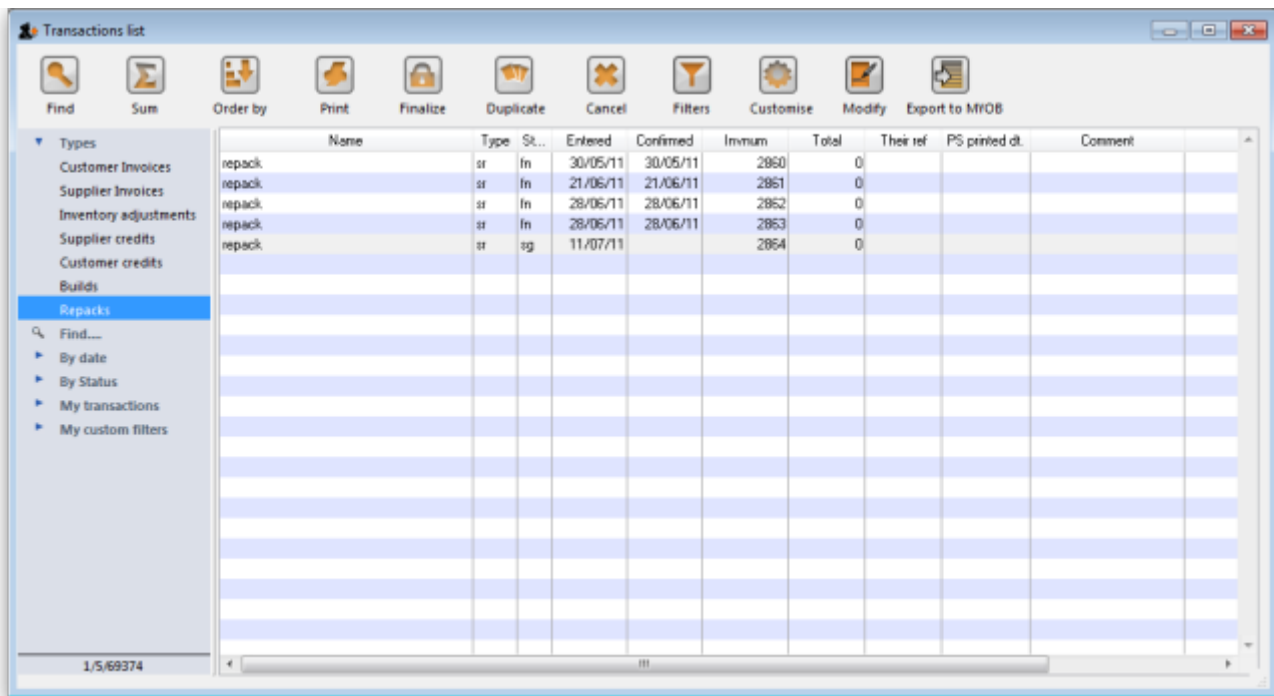 Transactions list
Find Sum Order by Print Finalize Duplicate Cancel Filters Customise Modify Export to MYOB
Types
Customer Invoices
Supplier Invoices
Inventory adjustments
Supplier credits
Customer credits
Builds
Repacks
Find....
By date
By Status
My transactions
My custom filters
1/5/69374
Name Type St... Entered Confirmed Invnum Total Their ref PS printed dt. Comment
repack sr fn 30/05/11 30/05/11 2860 0
repack sr fn 21/06/11 21/06/11 2861 0
repack sr fn 28/06/11 28/06/11 2862 0
repack sr fn 28/06/11 28/06/11 2863 0
repack sr sg 11/07/11 2864 0